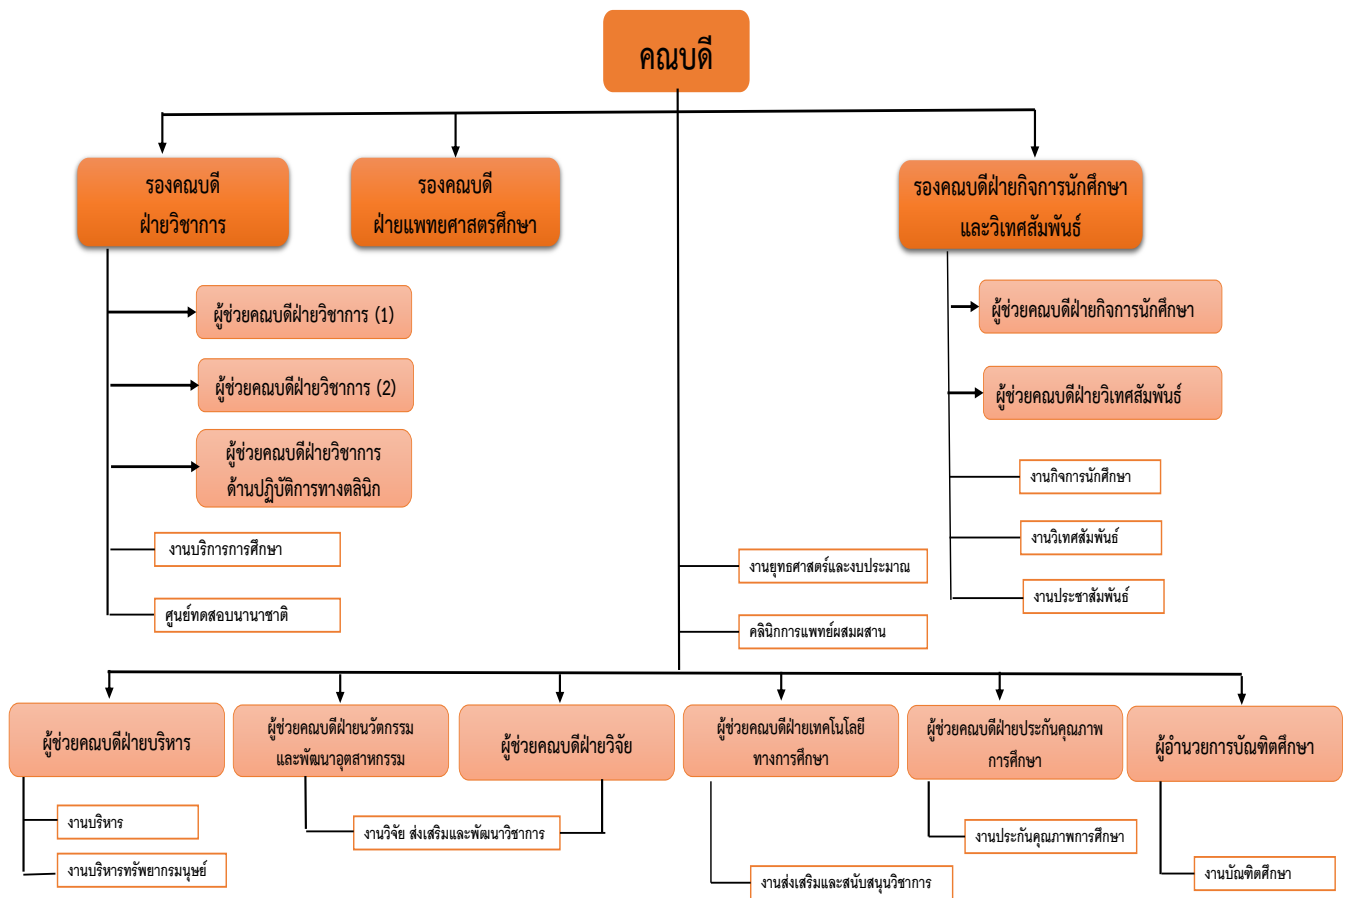 คณบดี
รองคณบดี
ฝ่ายวิชาการ
รองคณบดี
ฝ่ายแพทยศาสตรศึกษา
รองคณบดีฝ่ายกิจการนักศึกษา
และวิเทศสัมพันธ์
ผู้ช่วยคณบดีฝ่ายวิชาการ (1)
ผู้ช่วยคณบดีฝ่ายวิชาการ (2)
ผู้ช่วยคณบดีฝ่ายวิชาการ
ด้านปฏิบัติการทางตลินิก
งานบริการการศึกษา
ศูนย์ทดสอบนานาชาติ
ผู้ช่วยคณบดีฝ่ายกิจการนักศึกษา
ผู้ช่วยคณบดีฝ่ายวิเทศสัมพันธ์
งานกิจการนักศึกษา
งานวิเทศสัมพันธ์
งานประชาสัมพันธ์
งานยุทธศาสตร์และงบประมาณ
คลินิกการแพทย์ผสมผสาน
ผู้ช่วยคณบดีฝ่ายบริหาร
งานบริหาร
งานบริหารทรัพยากรมนุษย์
ผู้ช่วยคณบดีฝ่ายนวัตกรรม
และพัฒนาอุตสาหกรรม
ผู้ช่วยคณบดีฝ่ายวิจัย
งานวิจัย ส่งเสริมและพัฒนาวิชาการ
ผู้ช่วยคณบดีฝ่ายเทคโนโลยี
ทางการศึกษา
งานส่งเสริมและสนับสนุนวิชาการ
ผู้ช่วยคณบดีฝ่ายประกันคุณภาพ
การศึกษา
งานประกันคุณภาพการศึกษา
ผู้อำนวยการบัณฑิตศึกษา
งานบัณฑิตศึกษา